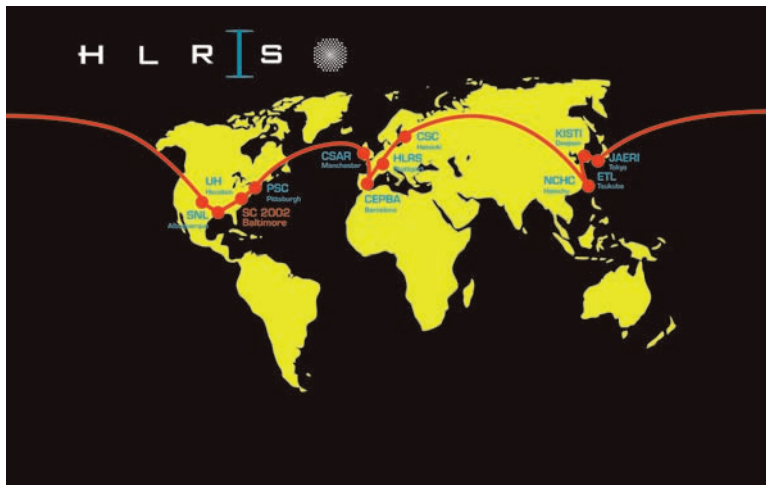 H L R I S
KISTI
Daejeon
CSC
Helsinki
CSAR
Manchester
HLRS
Stuttgart
JAERI
Tokyo
UH
Houston
PSC
Pittsburgh
NCHC
Hsinchu
ETL
Tsukuba
CEPBA
Barcelona
SNL
Albuquerque
SC 2002
Baltimore